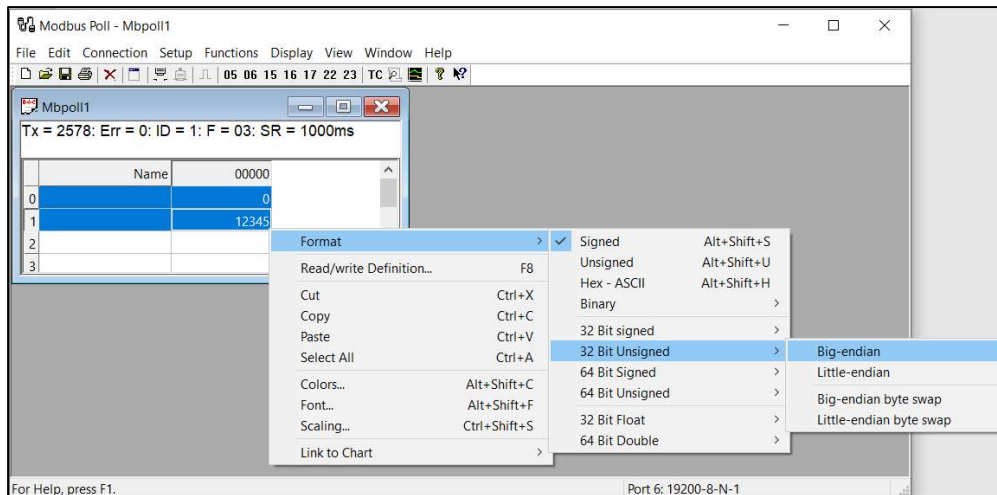 Modbus Poll - Mbpoll1
File Edit Connection Setup Functions Display View Window Help
05 06 15 16 17 22 23 TC
Mbpoll1
Tx = 2578: Err = 0: ID = 1: F = 03: SR = 1000ms
Name 00000
0 0
1 12345
2
3
Format >
Read/write Definition... F8
Cut Ctrl+X
Copy Ctrl+C
Paste Ctrl+V
Select All Ctrl+A
Colors... Alt+Shift+C
Font... Alt+Shift+F
Scaling... Ctrl+Shift+S
Link to Chart >
✓ Signed Alt+Shift+S
Unsigned Alt+Shift+U
Hex - ASCII Alt+Shift+H
Binary >
32 Bit signed >
32 Bit Unsigned >
64 Bit Signed >
64 Bit Unsigned >
32 Bit Float >
64 Bit Double >
Big-endian
Little-endian
Big-endian byte swap
Little-endian byte swap
For Help, press F1. Port 6: 19200-8-N-1